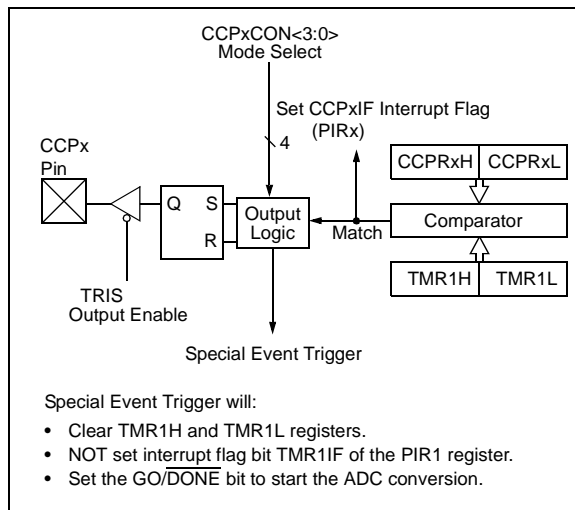 CCPxCON<3:0>
Mode Select
Set CCPxIF Interrupt Flag
(PIRx)
4
CCPx
Pin
CCPRxH CCPRxL
Q S
R
Output
Logic
Match
Comparator
TMR1H TMR1L
TRIS
Output Enable
Special Event Trigger
Special Event Trigger will:
• Clear TMR1H and TMR1L registers.
• NOT set interrupt flag bit TMR1IF of the PIR1 register.
• Set the GO/DONE bit to start the ADC conversion.